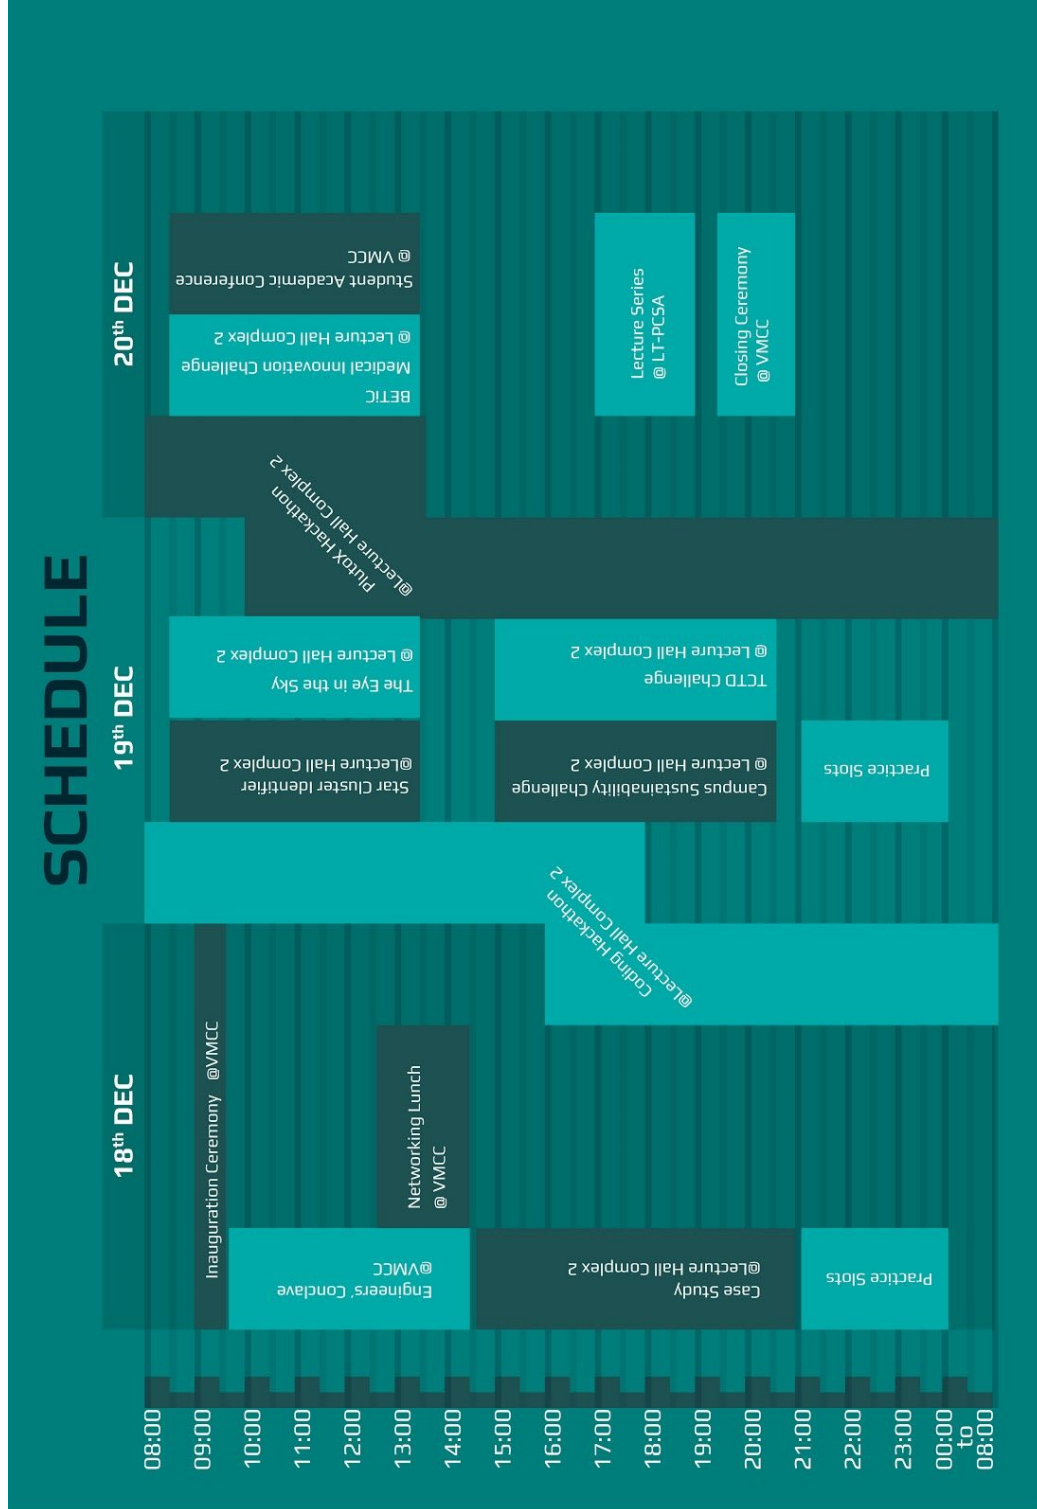 SCHEDULE
18th DEC
19th DEC
20th DEC
08:00
09:00
10:00
11:00
12:00
13:00
14:00
15:00
16:00
17:00
18:00
19:00
20:00
21:00
22:00
23:00
00:00
to
08:00
Inauguration Ceremony @VMCC
Engineers' Conclave
@VMCC
Networking Lunch
@ VMCC
Case Study
@Lecture Hall Complex 2
Practice Slots
Coding Hackathon
@Lecture Hall Complex 2
Star Cluster Identifier
@Lecture Hall Complex 2
The Eye in the Sky
@ Lecture Hall Complex 2
Campus Sustainability Challenge
@ Lecture Hall Complex 2
TCTD Challenge
@ Lecture Hall Complex 2
Practice Slots
PlutoX Hackathon
@Lecture Hall Complex 2
BETiC
Medical Innovation Challenge
@ Lecture Hall Complex 2
Student Academic Conference
@ VMCC
Lecture Series
@ LT-PCSA
Closing Ceremony
@ VMCC